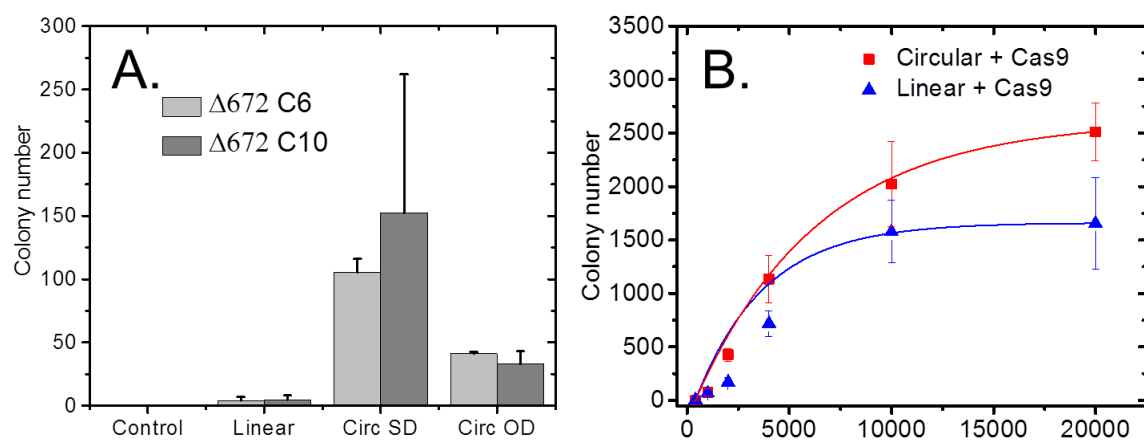 A.
Δ672 C6
Δ672 C10
Colony number
300
250
200
150
100
50
0
Control Linear Circ SD Circ OD
B.
Circular + Cas9
Linear + Cas9
Colony number
3500
3000
2500
2000
1500
1000
500
0
0 5000 10000 15000 20000